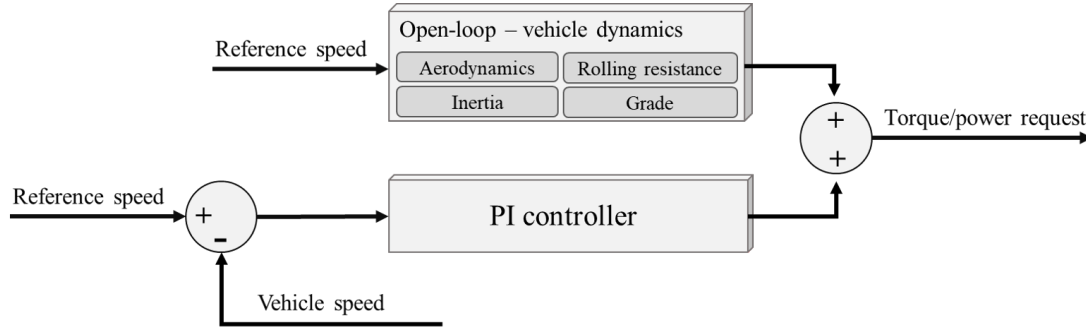 Open-loop – vehicle dynamics
Reference speed
Aerodynamics
Rolling resistance
Inertia
Grade
+
+
Torque/power request
Reference speed
+
-
PI controller
Vehicle speed